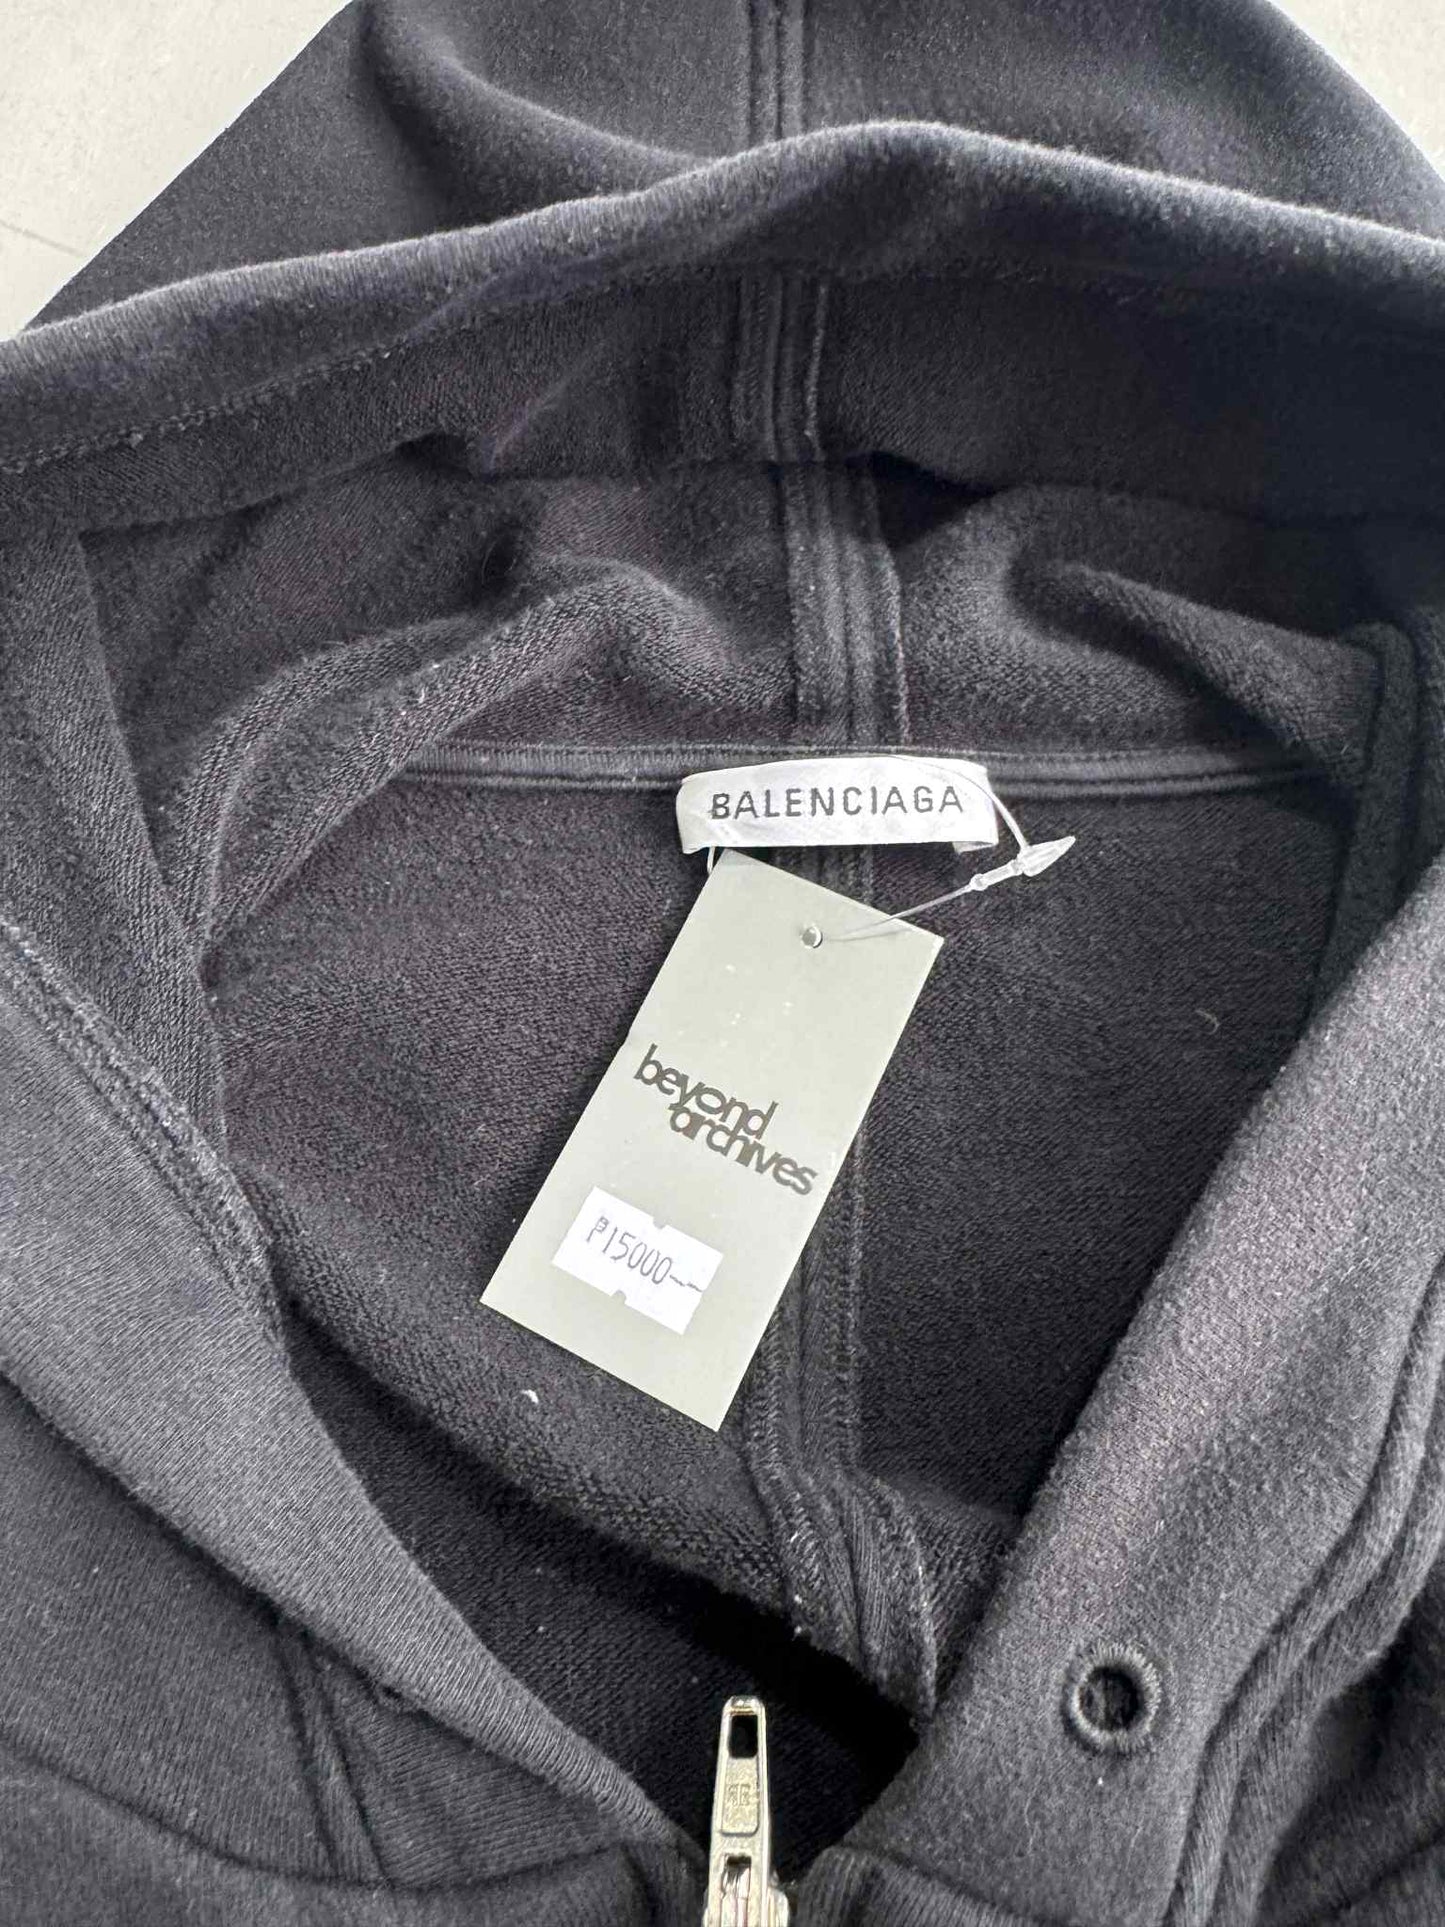 BALENCIAGA
beyond
archives
₱15000—